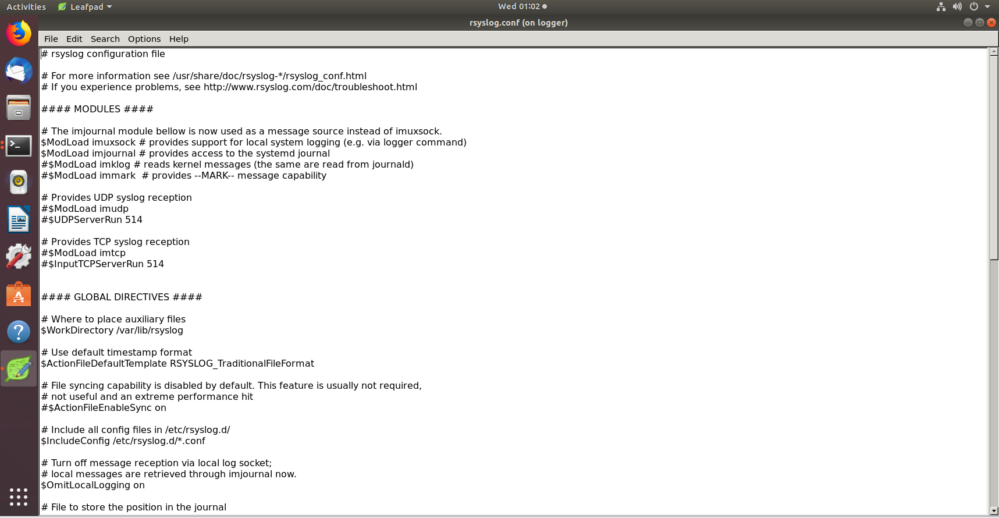 Activities Leafpad Wed 01:02
rsyslog.conf (on logger)
File Edit Search Options Help
# rsyslog configuration file
# For more information see /usr/share/doc/rsyslog-*/rsyslog_conf.html
# If you experience problems, see http://www.rsyslog.com/doc/troubleshoot.html
#### MODULES ####
# The imjournal module bellow is now used as a message source instead of imuxsock.
$ModLoad imuxsock # provides support for local system logging (e.g. via logger command)
$ModLoad imjournal # provides access to the systemd journal
#$ModLoad imklog # reads kernel messages (the same are read from journald)
#$ModLoad immark  # provides --MARK-- message capability
# Provides UDP syslog reception
#$ModLoad imudp
#$UDPServerRun 514
# Provides TCP syslog reception
#$ModLoad imtcp
#$InputTCPServerRun 514
#### GLOBAL DIRECTIVES ####
# Where to place auxiliary files
$WorkDirectory /var/lib/rsyslog
# Use default timestamp format
$ActionFileDefaultTemplate RSYSLOG_TraditionalFileFormat
# File syncing capability is disabled by default. This feature is usually not required,
# not useful and an extreme performance hit
#$ActionFileEnableSync on
# Include all config files in /etc/rsyslog.d/
$IncludeConfig /etc/rsyslog.d/*.conf
# Turn off message reception via local log socket;
# local messages are retrieved through imjournal now.
$OmitLocalLogging on
# File to store the position in the journal